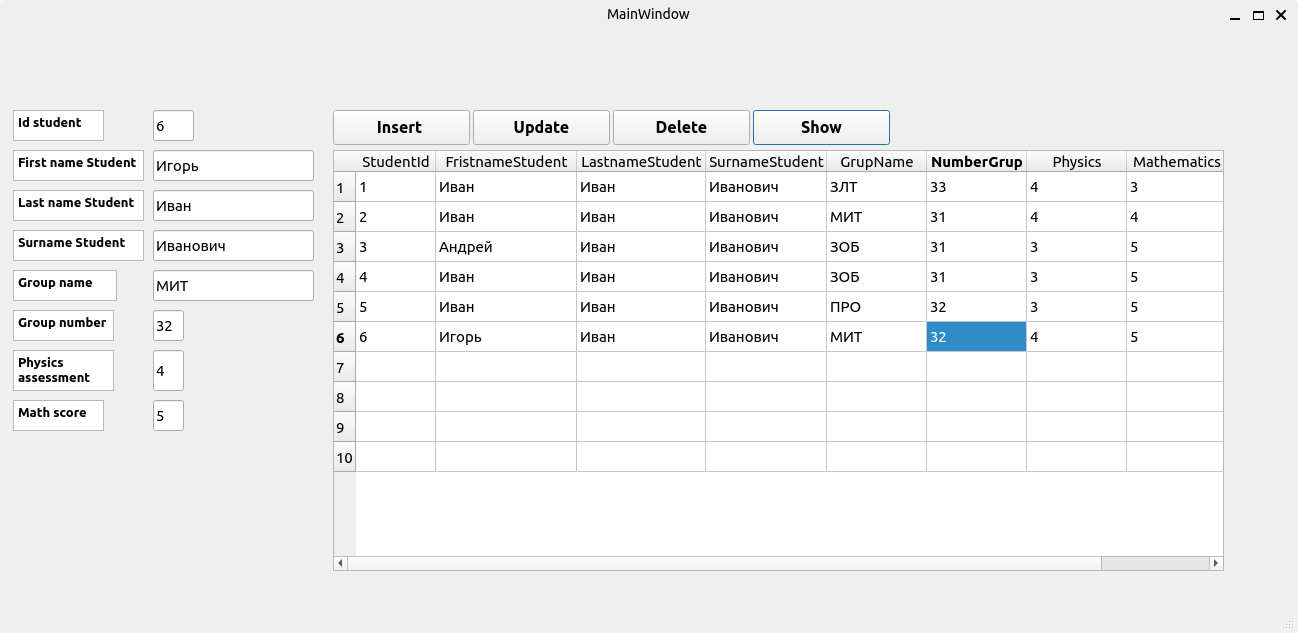 MainWindow
Id student
6
First name Student
Игорь
Last name Student
Иван
Surname Student
Иванович
Group name
МИТ
Group number
32
Physics
assessment
4
Math score
5
Insert Update Delete Show
StudentId FristnameStudent LastnameStudent SurnameStudent GrupName NumberGrup Physics Mathematics
1 1 Иван Иван Иванович ЗЛТ 33 4 3
2 2 Иван Иван Иванович МИТ 31 4 4
3 3 Андрей Иван Иванович ЗОБ 31 3 5
4 4 Иван Иван Иванович ЗОБ 31 3 5
5 5 Иван Иван Иванович ПРО 32 3 5
6 6 Игорь Иван Иванович МИТ 32 4 5
7
8
9
10